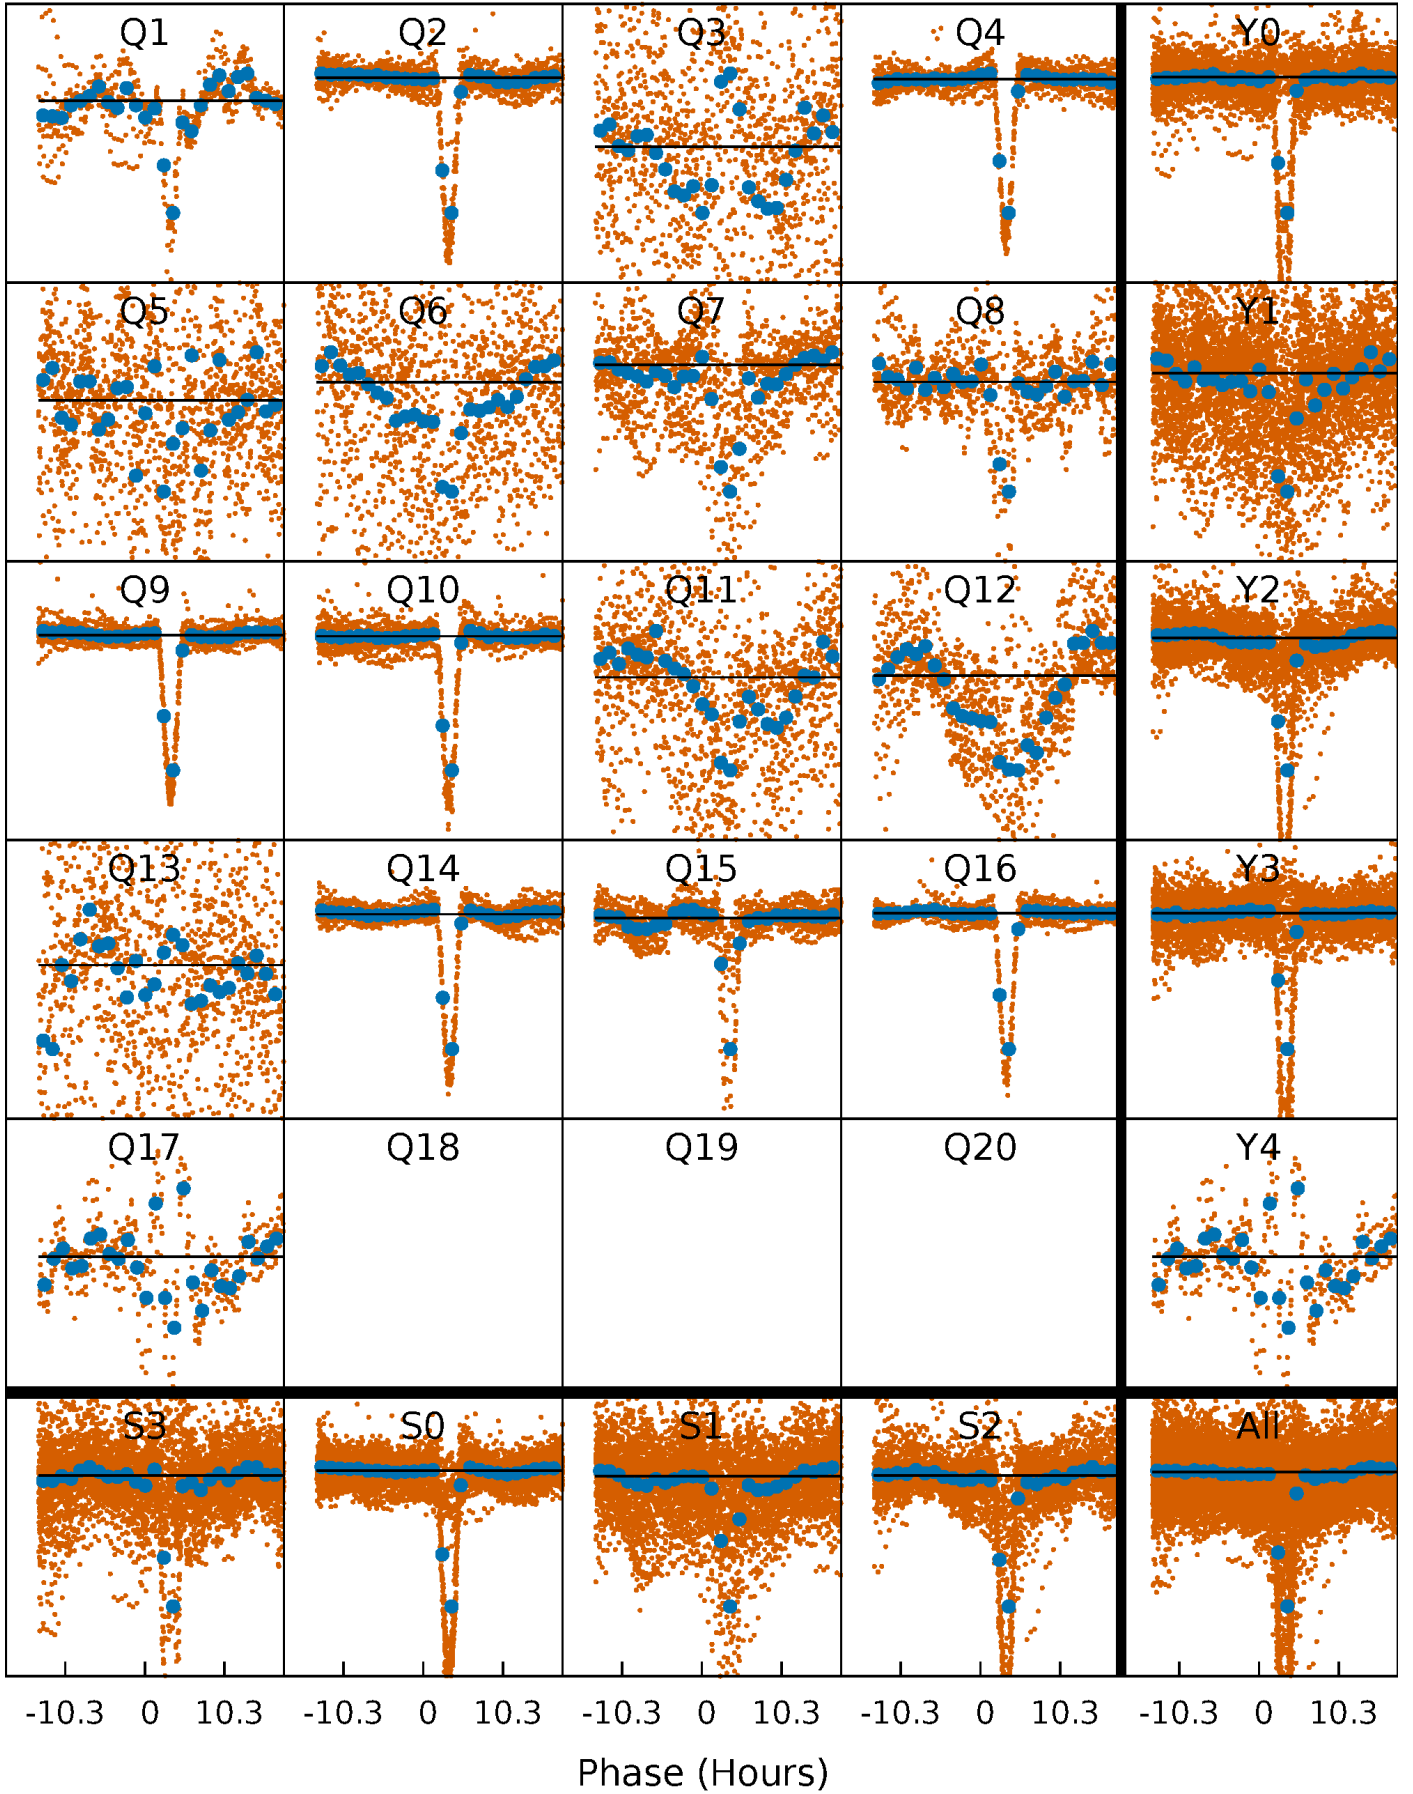 Q1 Q2 Q3 Q4 Y0
Q5 Q6 Q7 Q8 Y1
Q9 Q10 Q11 Q12 Y2
Q13 Q14 Q15 Q16 Y3
Q17 Q18 Q19 Q20 Y4
S3 S0 S1 S2 All
-10.3 0 10.3 -10.3 0 10.3 -10.3 0 10.3 -10.3 0 10.3 -10.3 0 10.3
Phase (Hours)